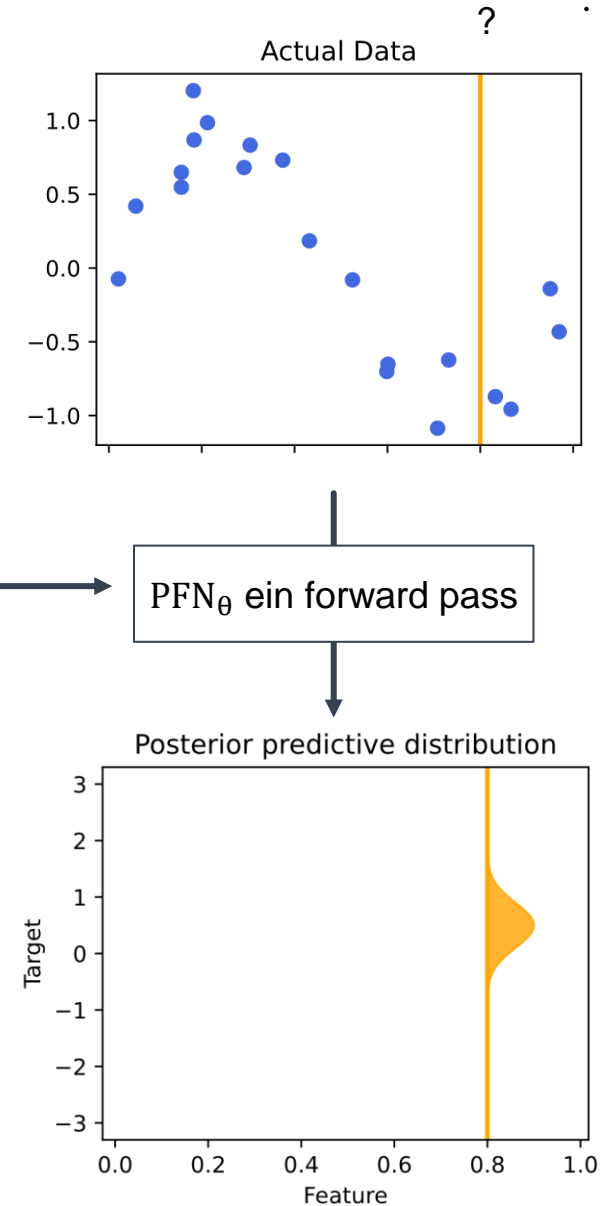 ?
.
Actual Data
1.0
0.5
0.0
−0.5
−1.0
PFNθ ein forward pass
Posterior predictive distribution
Target
3
2
1
0
−1
−2
−3
0.0 0.2 0.4 0.6 0.8 1.0
Feature